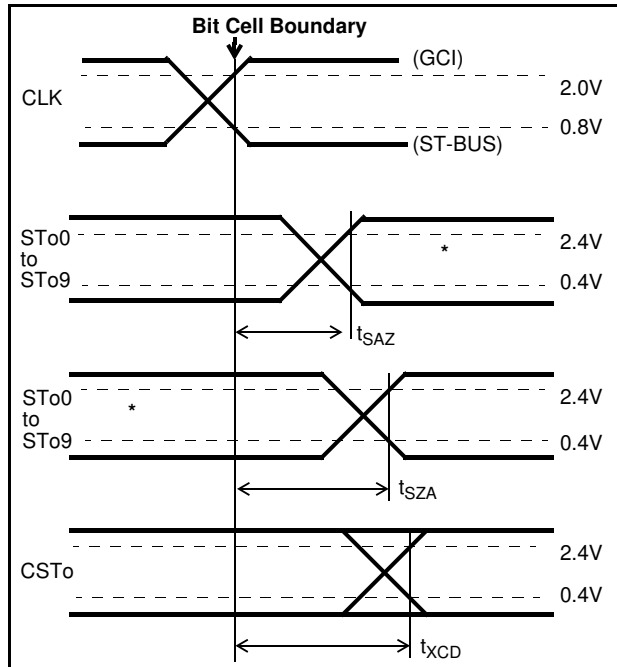 Bit Cell Boundary
(GCI)
CLK
2.0V
0.8V
(ST-BUS)
STo0
to
STo9
*
2.4V
0.4V
tSAZ
STo0
to
STo9
*
2.4V
0.4V
tSZA
CSTo
2.4V
0.4V
tXCD